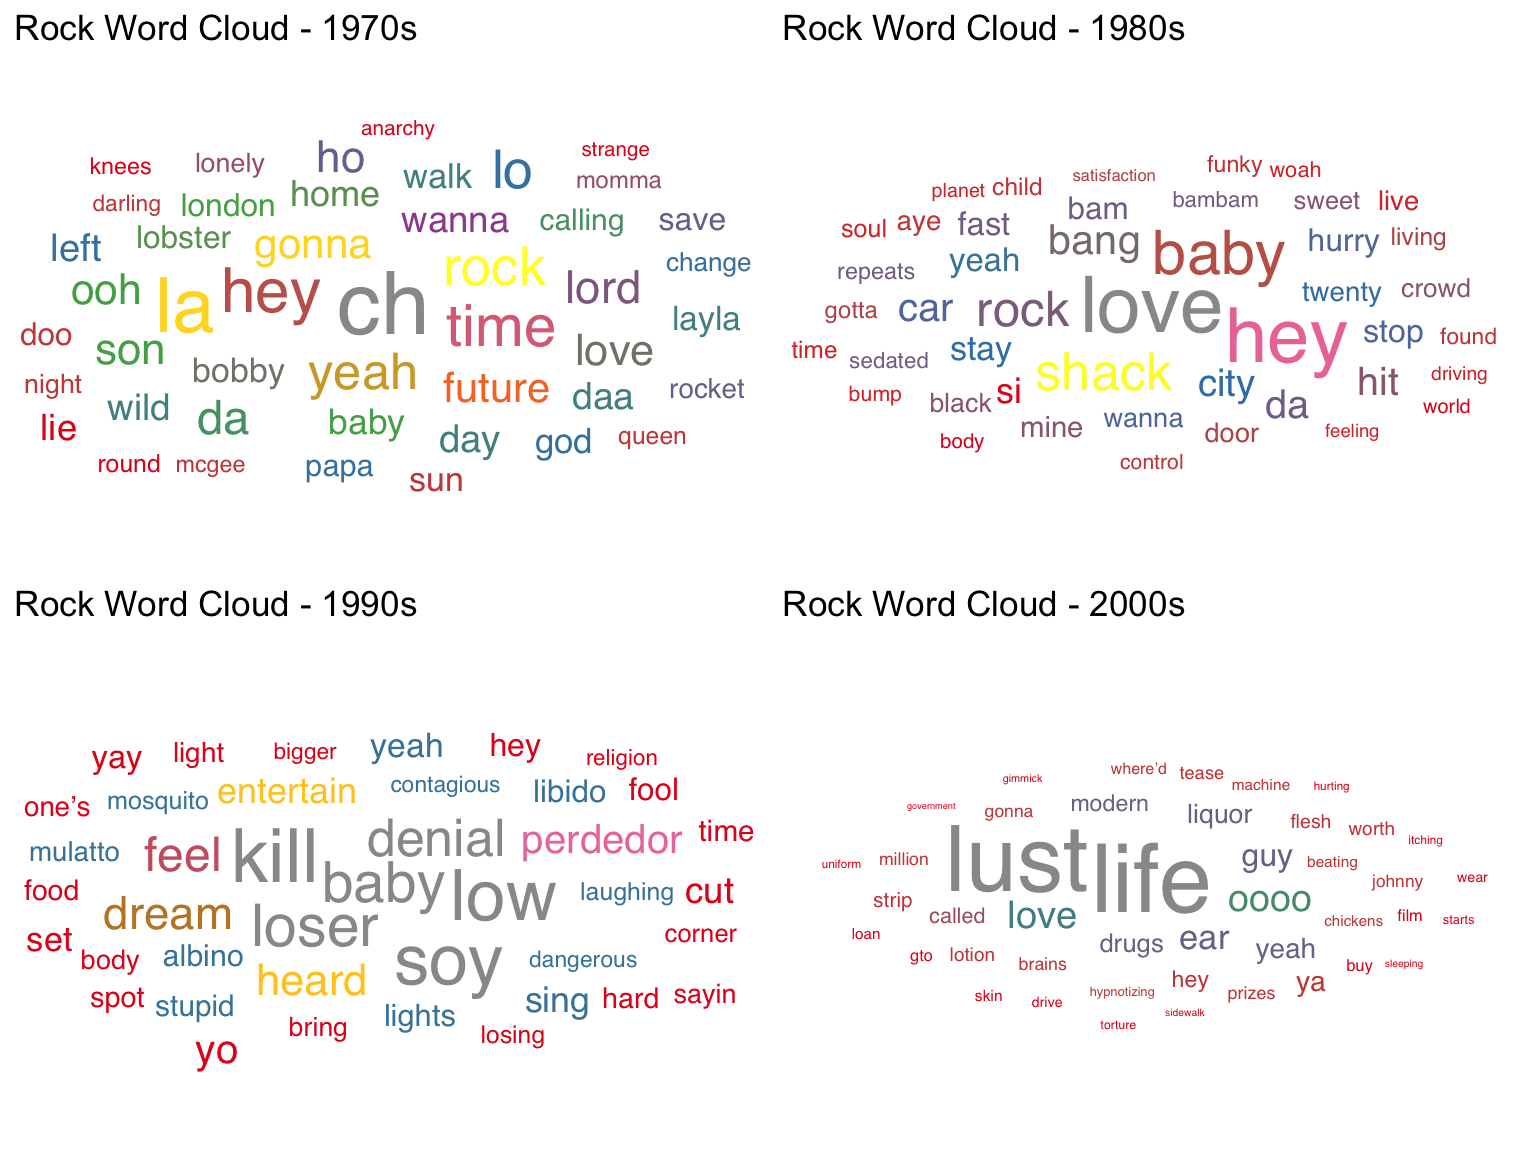 Rock Word Cloud - 1970s
anarchy
knees lonely ho walk lo strange
darling london home wanna calling momma save
left lobster gonna rock change
ooh la hey ch time lord layla
doo son bobby yeah future love rocket
night wild da baby daa
lie day god queen
round mcgee papa sun
Rock Word Cloud - 1980s
satisfaction funky woah
planet child bam bambam sweet live
soul aye fast bang baby hurry living
repeats yeah love twenty crowd
gotta car rock hey stop found
time sedated stay shack city hit driving
bump black si mine wanna da world
body door feeling
control
Rock Word Cloud - 1990s
yay light bigger yeah hey religion
one's mosquito entertain contagious libido fool
mulatto feel kill denial perdedor time
food dream baby low laughing cut
set loser corner
body albino heard soy dangerous
spot stupid lights sing hard sayin
yo bring losing
Rock Word Cloud - 2000s
gimmick where'd tease machine hurting
government gonna modern liquor flesh worth itching
uniform million lust life guy beating johnny wear
strip called love oooo chickens film starts
loan gto lotion brains drugs ear yeah buy sleeping
skin drive hypnotizing hey prizes ya
torture sidewalk